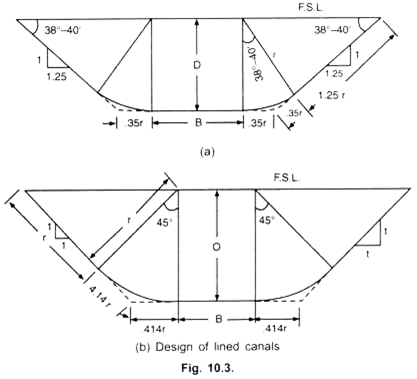 F.S.L.
38°–40′
38°–40′
1
1.25
D
38°–40′
r
1
1.25
1.25 r
.35r
B
.35r
.35r
(a)
F.S.L.
r
45°
45°
1
1
r
O
t
t
4.14 r
.414r
B
.414r
(b) Design of lined canals
Fig. 10.3.